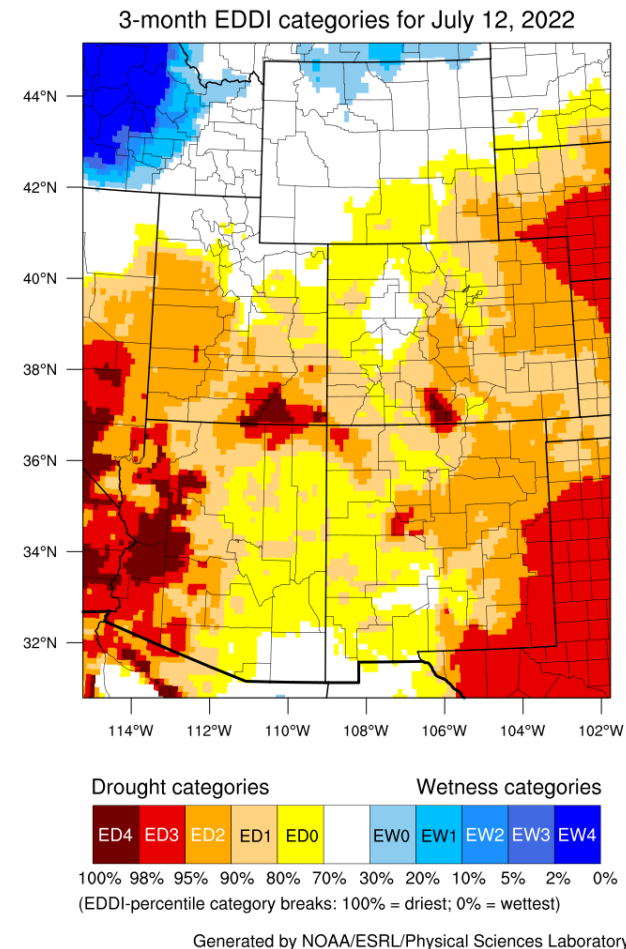 3-month EDDI categories for July 12, 2022
44°N
42°N
40°N
38°N
36°N
34°N
32°N
114°W 112°W 110°W 108°W 106°W 104°W 102°W
Drought categories Wetness categories
ED4 ED3 ED2 ED1 ED0 EW0 EW1 EW2 EW3 EW4
100% 98% 95% 90% 80% 70% 30% 20% 10% 5% 2% 0%
(EDDI-percentile category breaks: 100% = driest; 0% = wettest)
Generated by NOAA/ESRL/Physical Sciences Laboratory